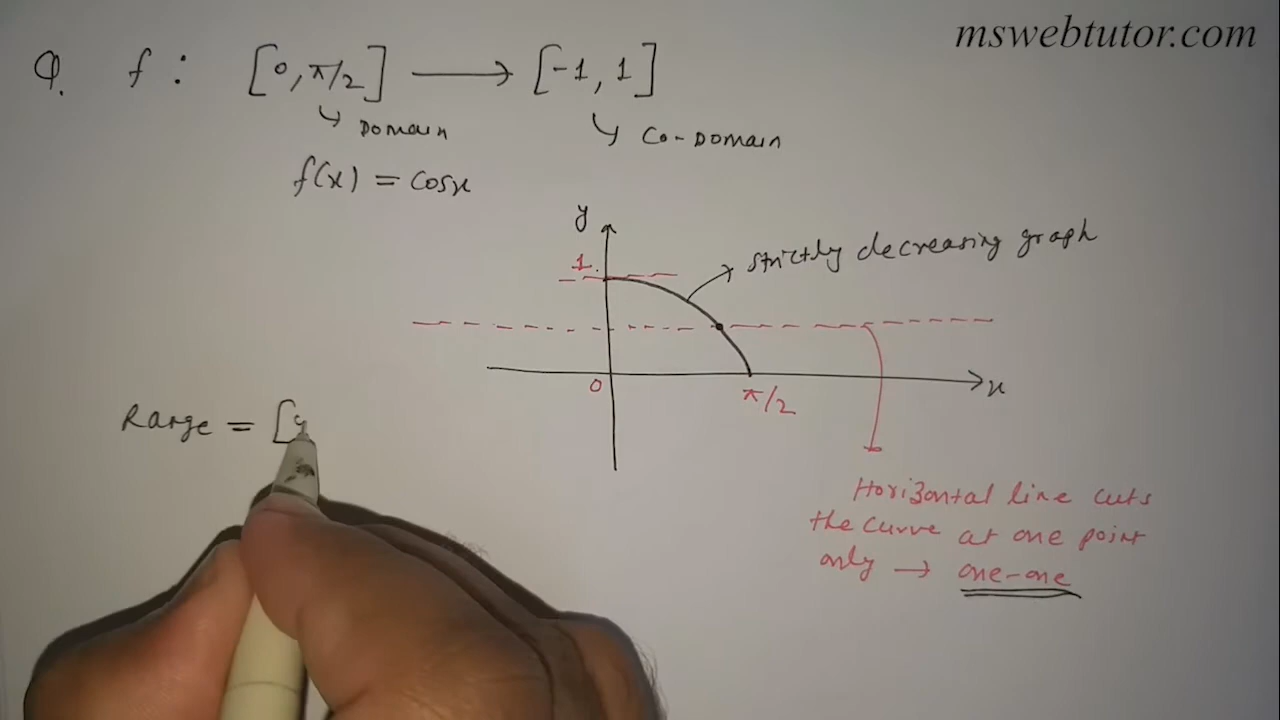 mswebtutor.com
Q. f : [0, π/2] ⟶ [-1, 1]
↳ Domain
↳ Co-Domain
f(x) = cosx
y
1
strictly decreasing graph
0
π/2
x
Range = [
Horizontal line cuts
the curve at one point
only → one-one